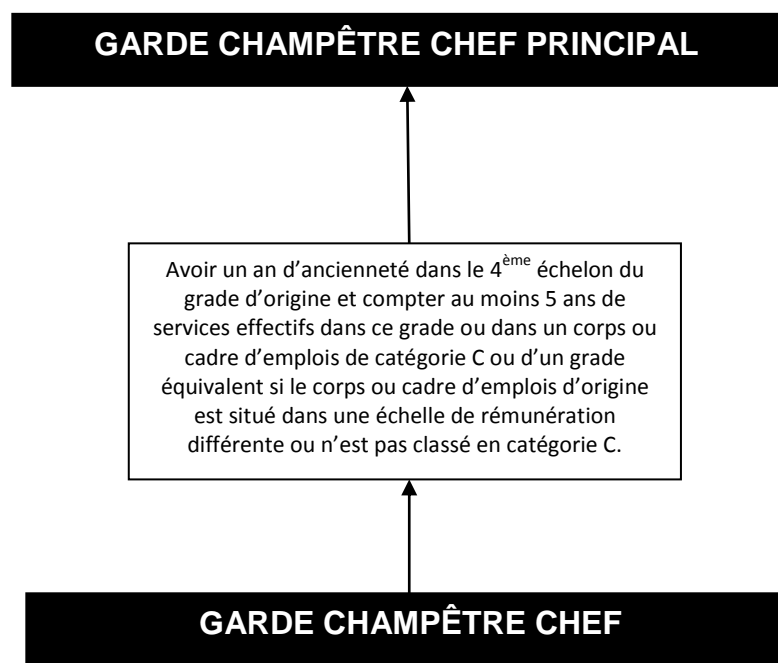 GARDE CHAMPÊTRE CHEF PRINCIPAL
Avoir un an d’ancienneté dans le 4ème échelon du
grade d’origine et compter au moins 5 ans de
services effectifs dans ce grade ou dans un corps ou
cadre d’emplois de catégorie C ou d’un grade
équivalent si le corps ou cadre d’emplois d’origine
est situé dans une échelle de rémunération
différente ou n’est pas classé en catégorie C.
GARDE CHAMPÊTRE CHEF